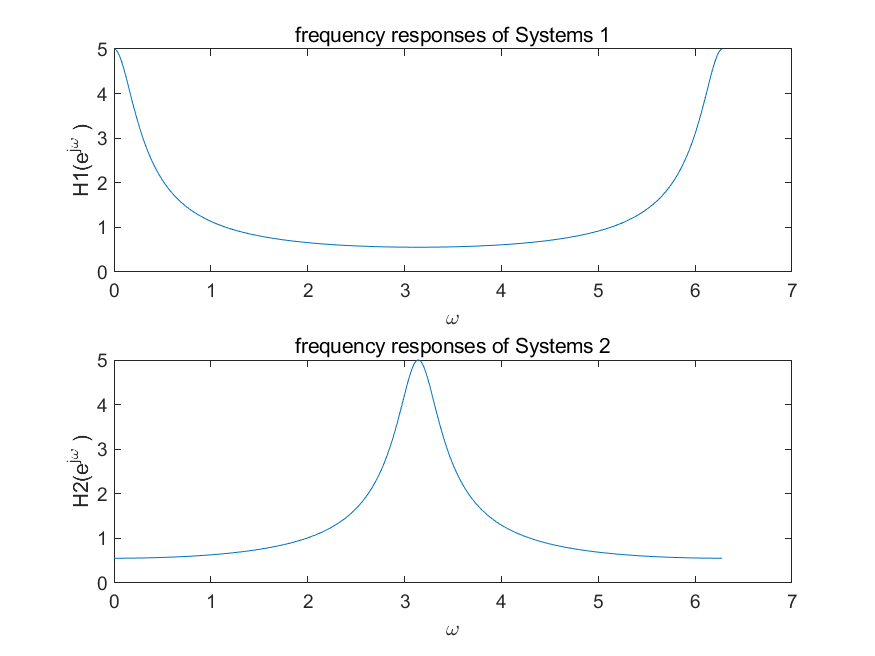 frequency responses of Systems 1
5
4
3
2
1
0
H1(e^{jω})
0 1 2 3 4 5 6 7
ω
frequency responses of Systems 2
5
4
3
2
1
0
H2(e^{jω})
0 1 2 3 4 5 6 7
ω